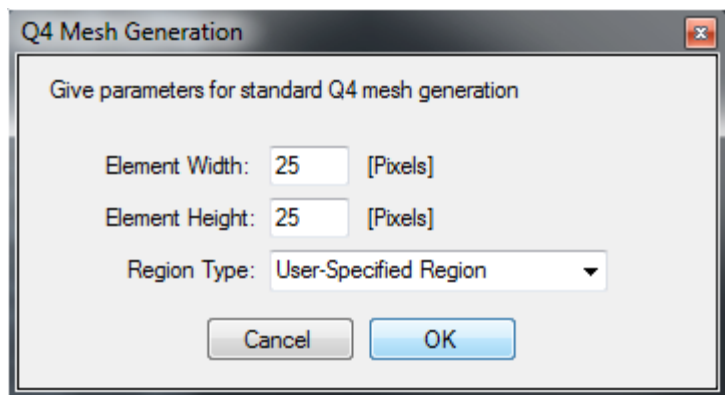 Q4 Mesh Generation
Give parameters for standard Q4 mesh generation
Element Width: 25 [Pixels]
Element Height: 25 [Pixels]
Region Type: User-Specified Region
Cancel OK